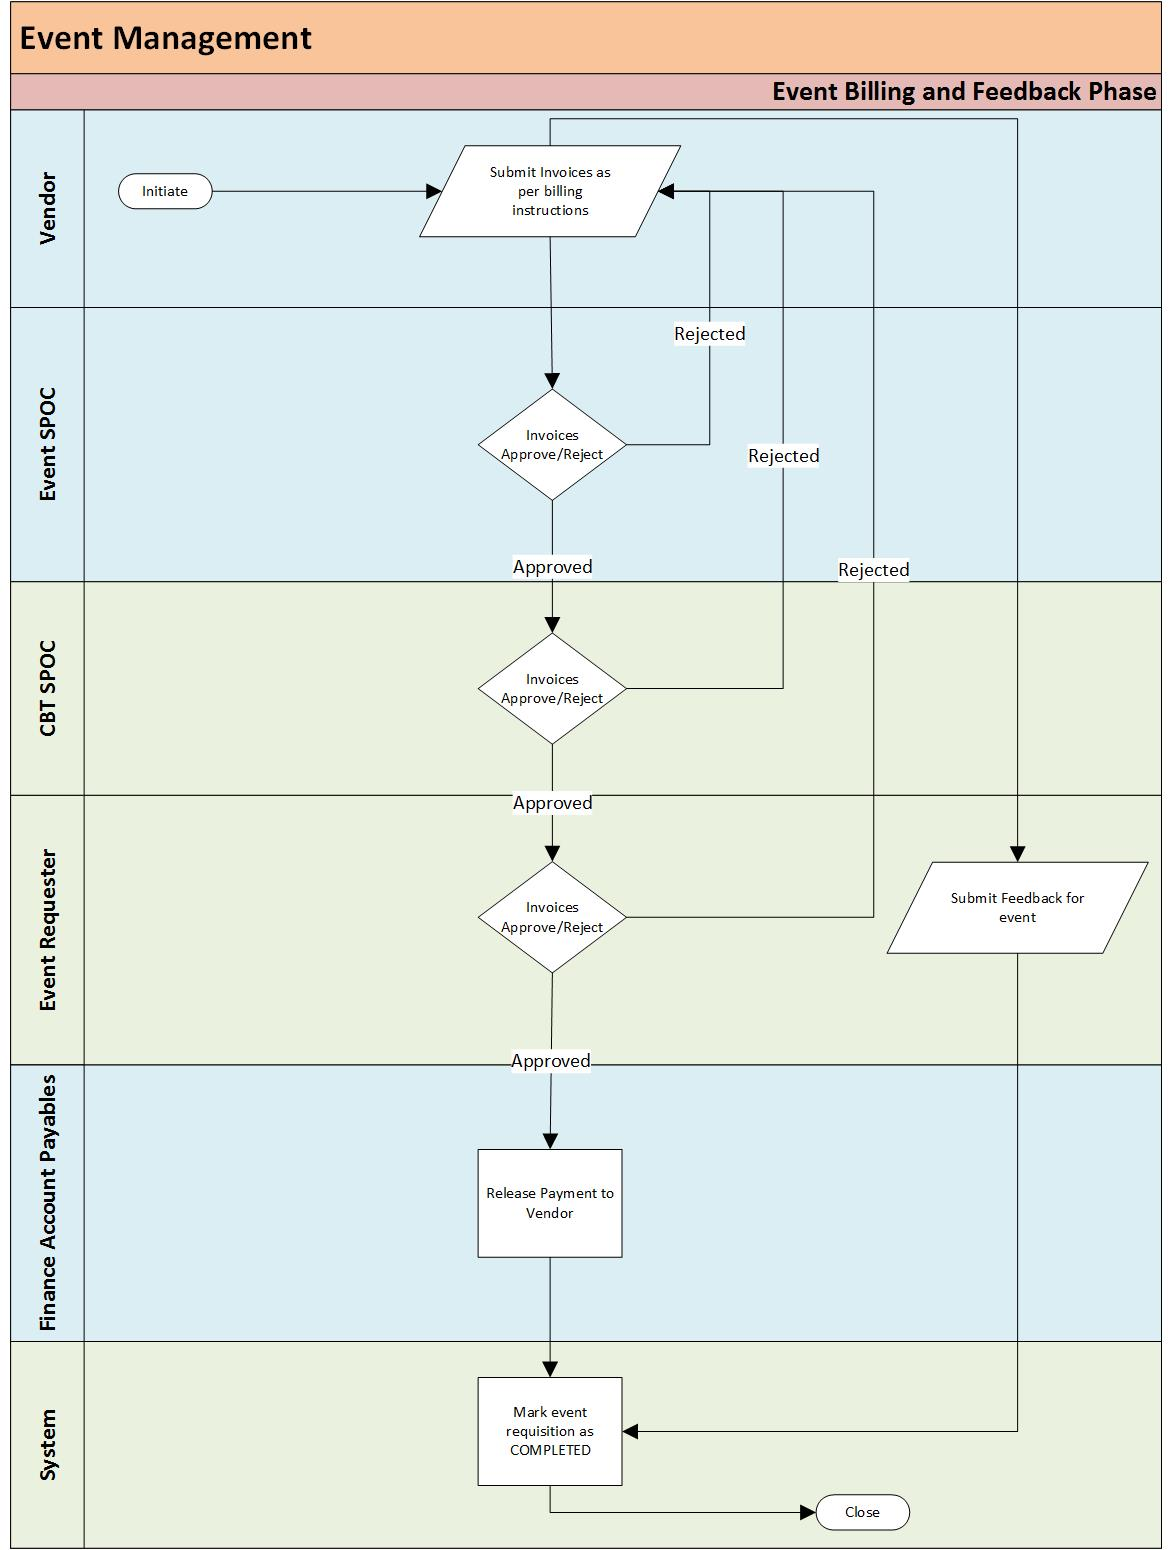 Event Management
Event Billing and Feedback Phase
Vendor
Initiate
Submit Invoices as
per billing
instructions
Event SPOC
Rejected
Invoices
Approve/Reject
Rejected
Approved
Rejected
CBT SPOC
Invoices
Approve/Reject
Approved
Event Requester
Invoices
Approve/Reject
Submit Feedback for
event
Approved
Finance Account Payables
Release Payment to
Vendor
System
Mark event
requisition as
COMPLETED
Close